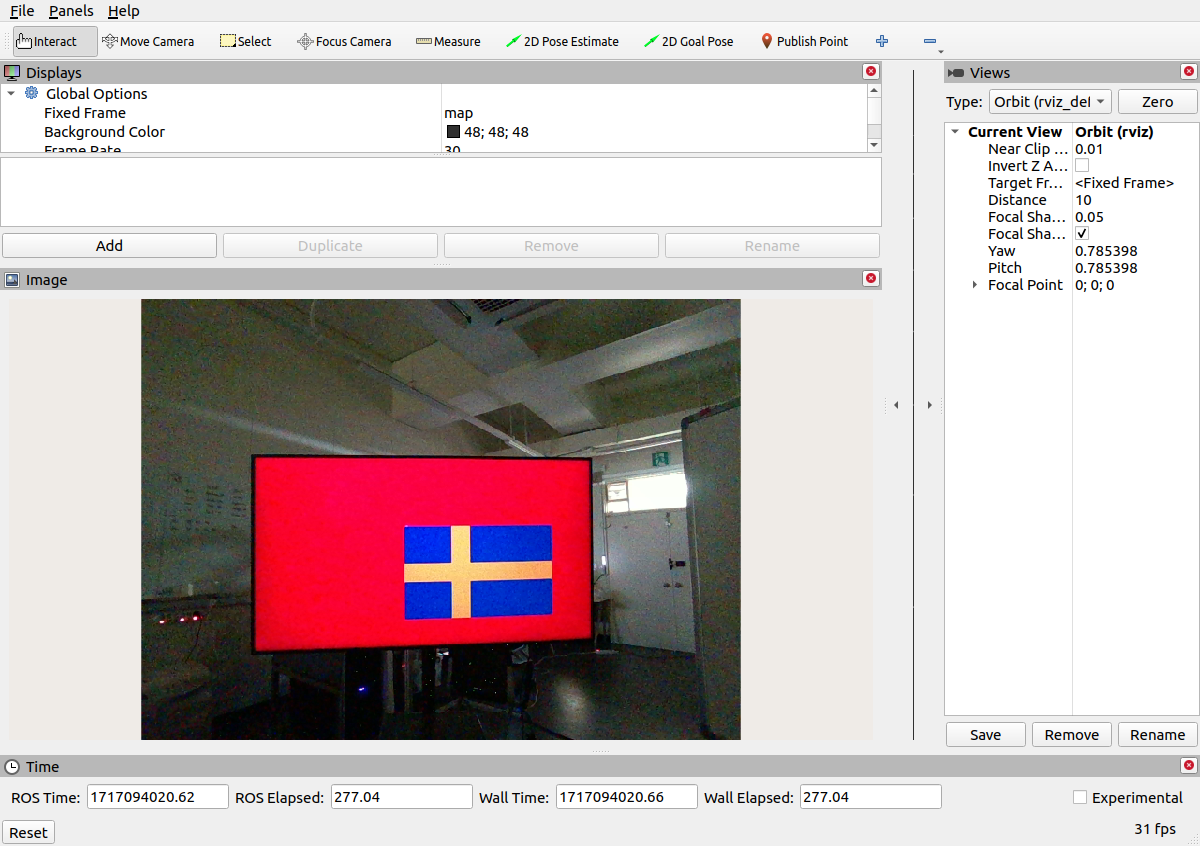 File Panels Help
Interact Move Camera Select Focus Camera Measure 2D Pose Estimate 2D Goal Pose Publish Point
Displays
Global Options
Fixed Frame map
Background Color 48; 48; 48
Frame Rate 30
Add Duplicate Remove Rename
Image
Views
Type: Orbit (rviz_def Zero
Current View Orbit (rviz)
Near Clip ... 0.01
Invert Z A...
Target Fr... <Fixed Frame>
Distance 10
Focal Sha... 0.05
Focal Sha...
Yaw 0.785398
Pitch 0.785398
Focal Point 0; 0; 0
Save Remove Rename
Time
ROS Time: 1717094020.62 ROS Elapsed: 277.04 Wall Time: 1717094020.66 Wall Elapsed: 277.04 Experimental
Reset 31 fps